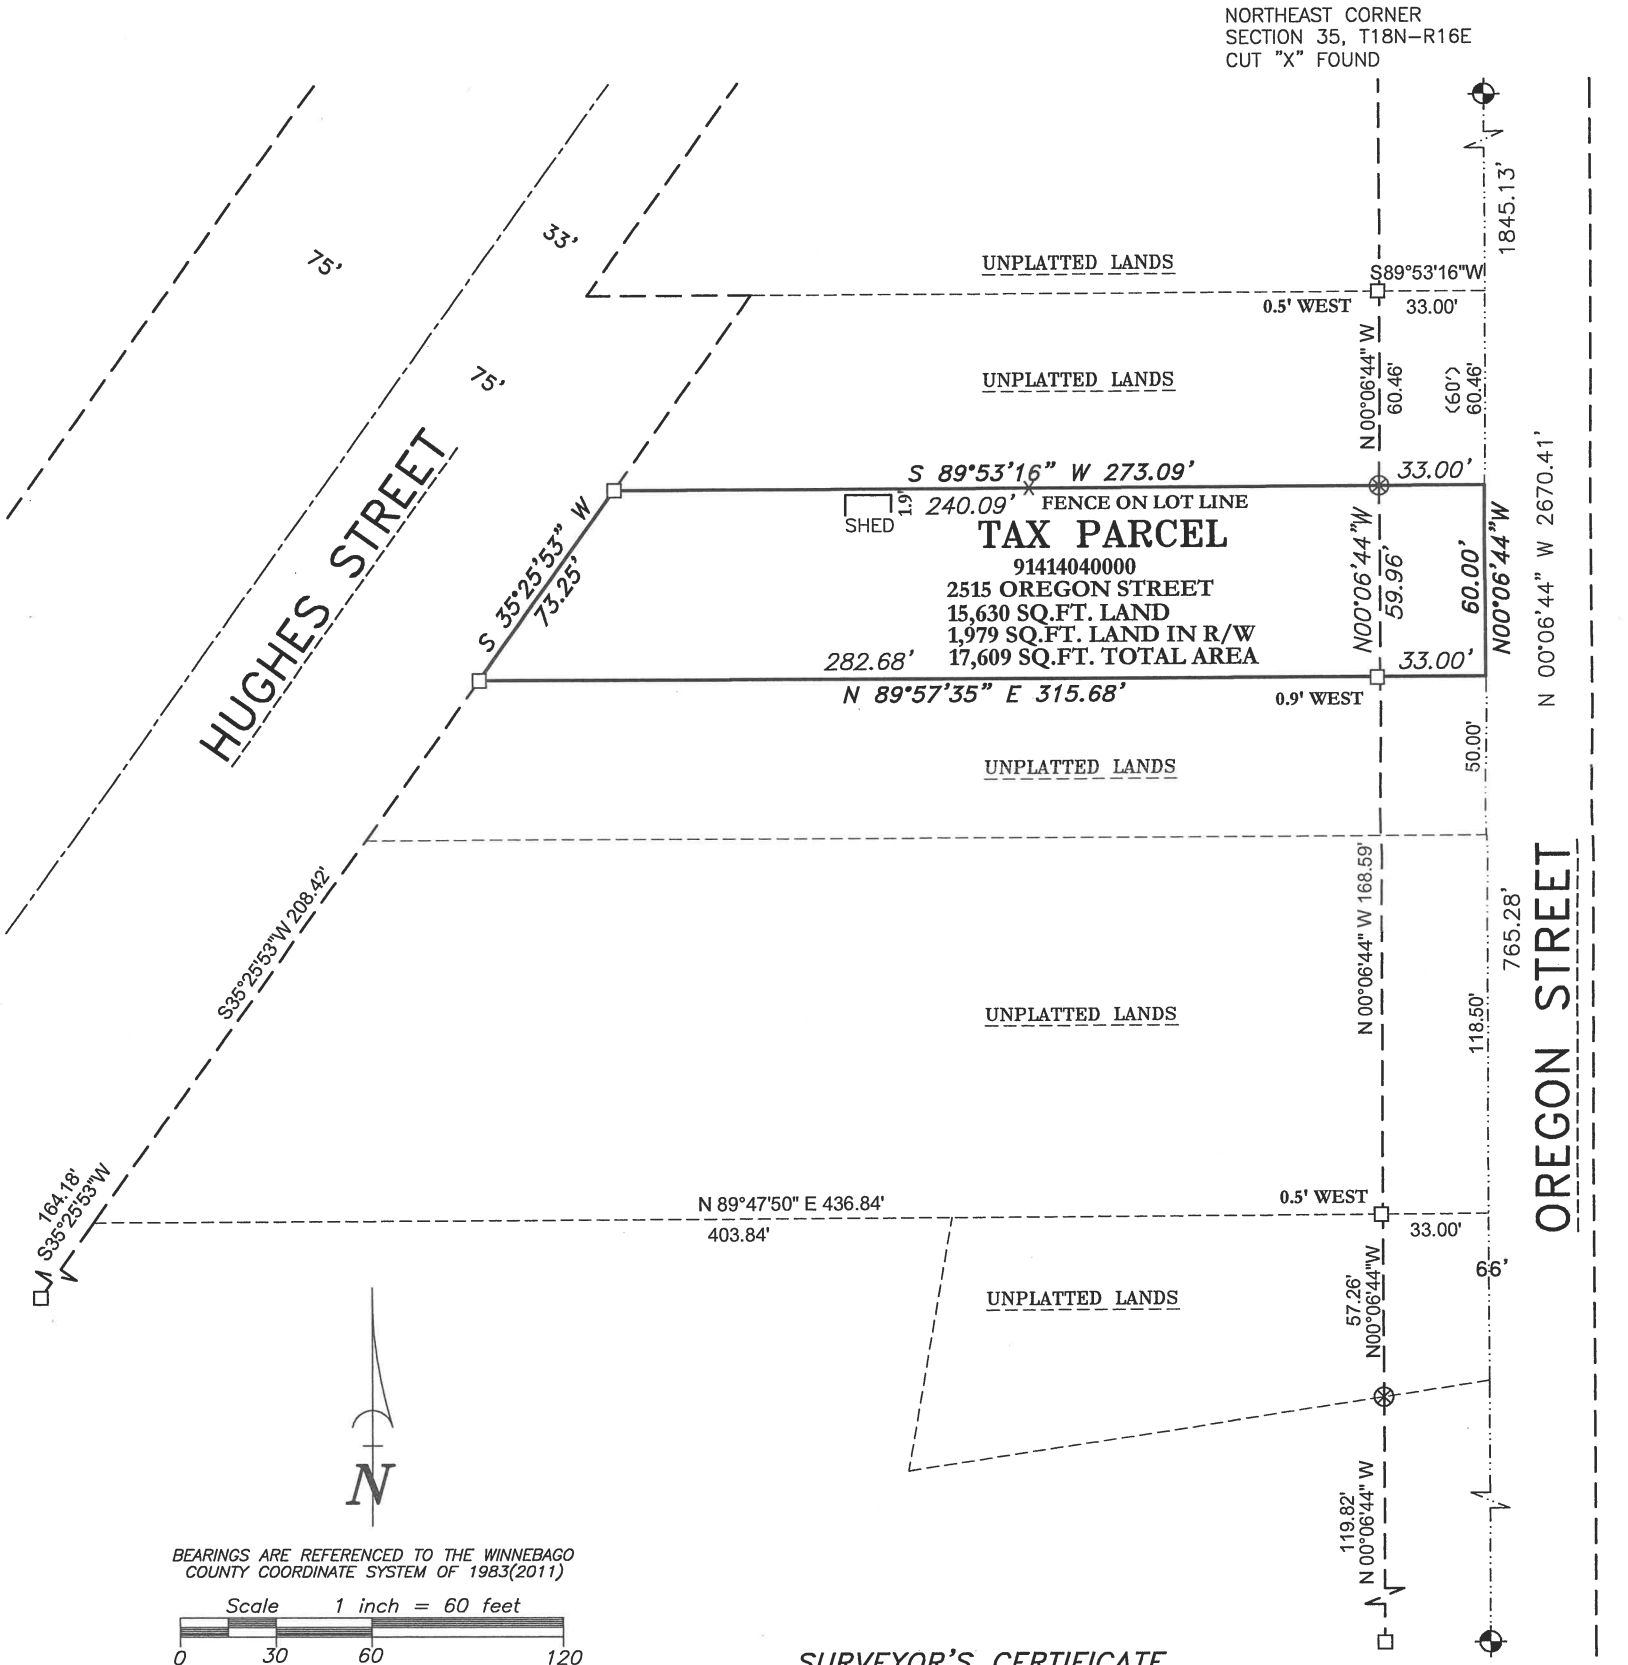 NORTHEAST CORNER
SECTION 35, T18N-R16E
CUT "X" FOUND
1845.13'
33'
75'
UNPLATTED LANDS
S89°53'16"W
0.5' WEST
33.00'
75'
UNPLATTED LANDS
N 00°06'44" W
60.46'
(60')
60.46'
HUGHES STREET
S 89°53'16" W 273.09'
33.00'
SHED
1.9'
240.09'
FENCE ON LOT LINE
TAX PARCEL
91414040000
2515 OREGON STREET
15,630 SQ.FT. LAND
1,979 SQ.FT. LAND IN R/W
17,609 SQ.FT. TOTAL AREA
S 35°25'53" W
73.25'
N00°06'44"W
59.96'
60.00'
N00°06'44"W
N 00°06'44" W 2670.41'
282.68'
33.00'
N 89°57'35" E 315.68'
0.9' WEST
UNPLATTED LANDS
50.00'
S35°25'53"W 208.42'
N 00°06'44" W 168.59'
765.28'
OREGON STREET
UNPLATTED LANDS
118.50'
164.18'
S35°25'53"W
N 89°47'50" E 436.84'
403.84'
0.5' WEST
33.00'
66'
UNPLATTED LANDS
57.26'
N00°06'44"W
N
119.82'
N 00°06'44" W
BEARINGS ARE REFERENCED TO THE WINNEBAGO
COUNTY COORDINATE SYSTEM OF 1983(2011)
Scale 1 inch = 60 feet
0 30 60 120
SURVEYOR'S CERTIFICATE